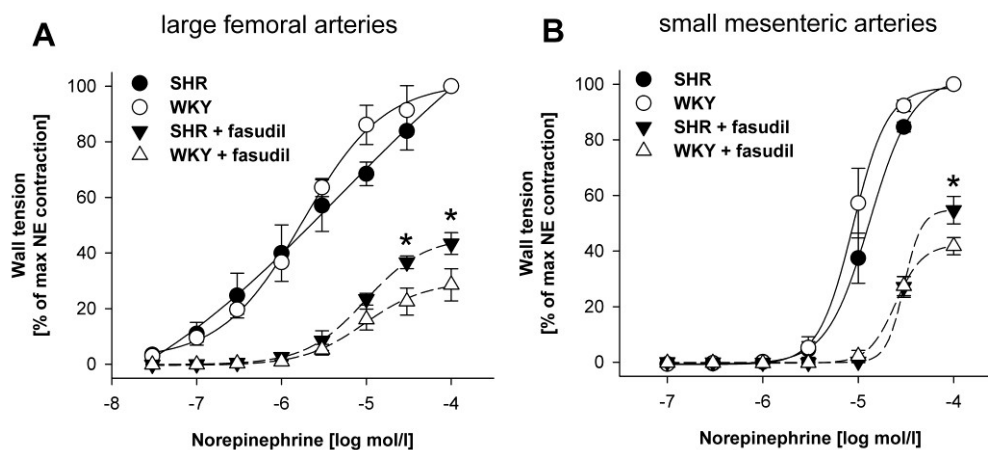 A
large femoral arteries
SHR
WKY
SHR + fasudil
WKY + fasudil
Wall tension
[% of max NE contraction]
100
80
60
40
20
0
*
*
-8
-7
-6
-5
-4
Norepinephrine [log mol/l]
B
small mesenteric arteries
SHR
WKY
SHR + fasudil
WKY + fasudil
Wall tension
[% of max NE contraction]
100
80
60
40
20
0
*
-7
-6
-5
-4
Norepinephrine [log mol/l]